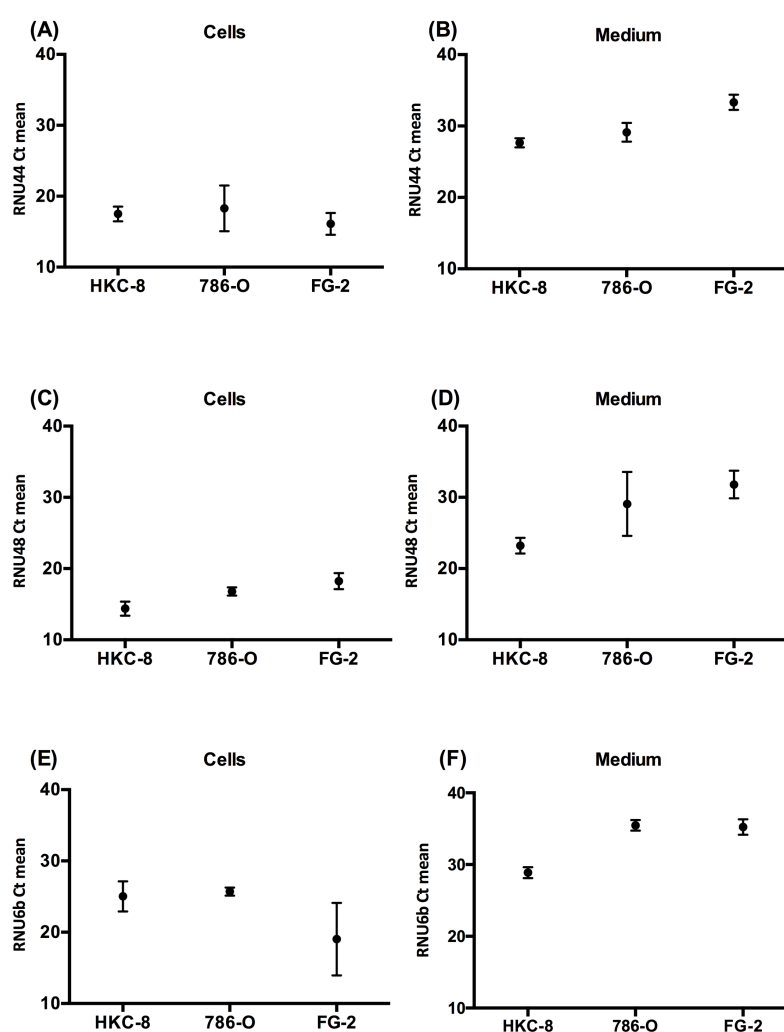 (A)
Cells
RNU44 Ct mean
40
30
20
10
HKC-8 786-O FG-2
(B)
Medium
RNU44 Ct mean
40
30
20
10
HKC-8 786-O FG-2
(C)
Cells
RNU48 Ct mean
40
30
20
10
HKC-8 786-O FG-2
(D)
Medium
RNU48 Ct mean
40
30
20
10
HKC-8 786-O FG-2
(E)
Cells
RNU6b Ct mean
40
30
20
10
HKC-8 786-O FG-2
(F)
Medium
RNU6b Ct mean
40
30
20
10
HKC-8 786-O FG-2